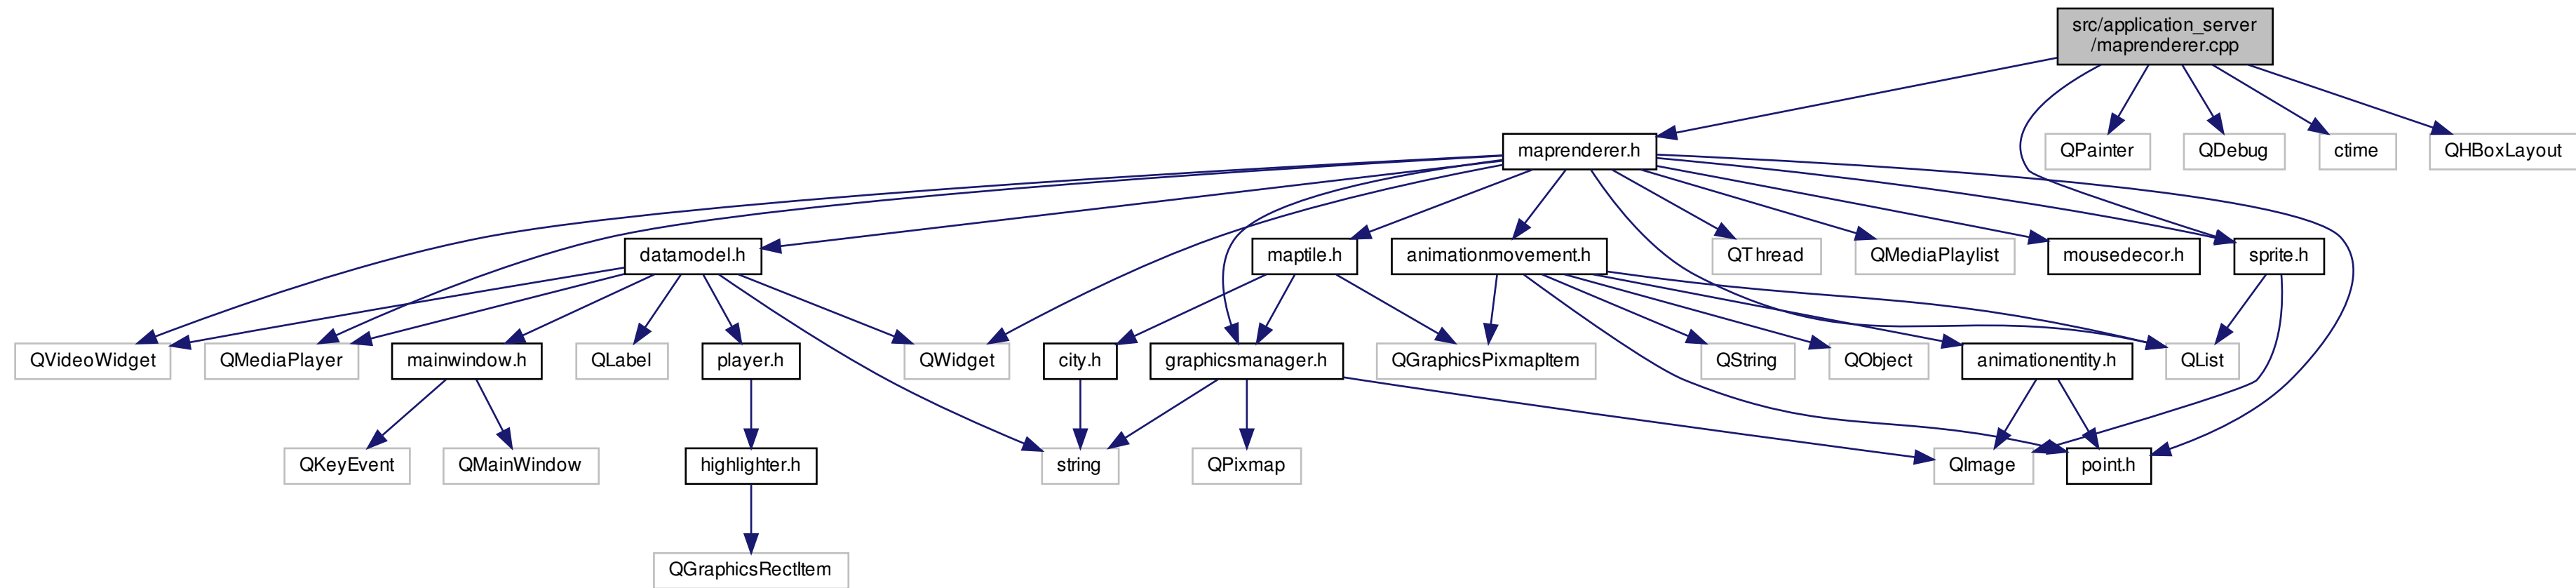 src/application_server
/maprenderer.cpp
maprenderer.h
QPainter
QDebug
ctime
QHBoxLayout
datamodel.h
maptile.h
animationmovement.h
QThread
QMediaPlaylist
mousedecor.h
sprite.h
QVideoWidget
QMediaPlayer
mainwindow.h
QLabel
player.h
QWidget
city.h
graphicsmanager.h
QGraphicsPixmapItem
QString
QObject
animationentity.h
QList
QKeyEvent
QMainWindow
highlighter.h
string
QPixmap
QImage
point.h
QGraphicsRectItem